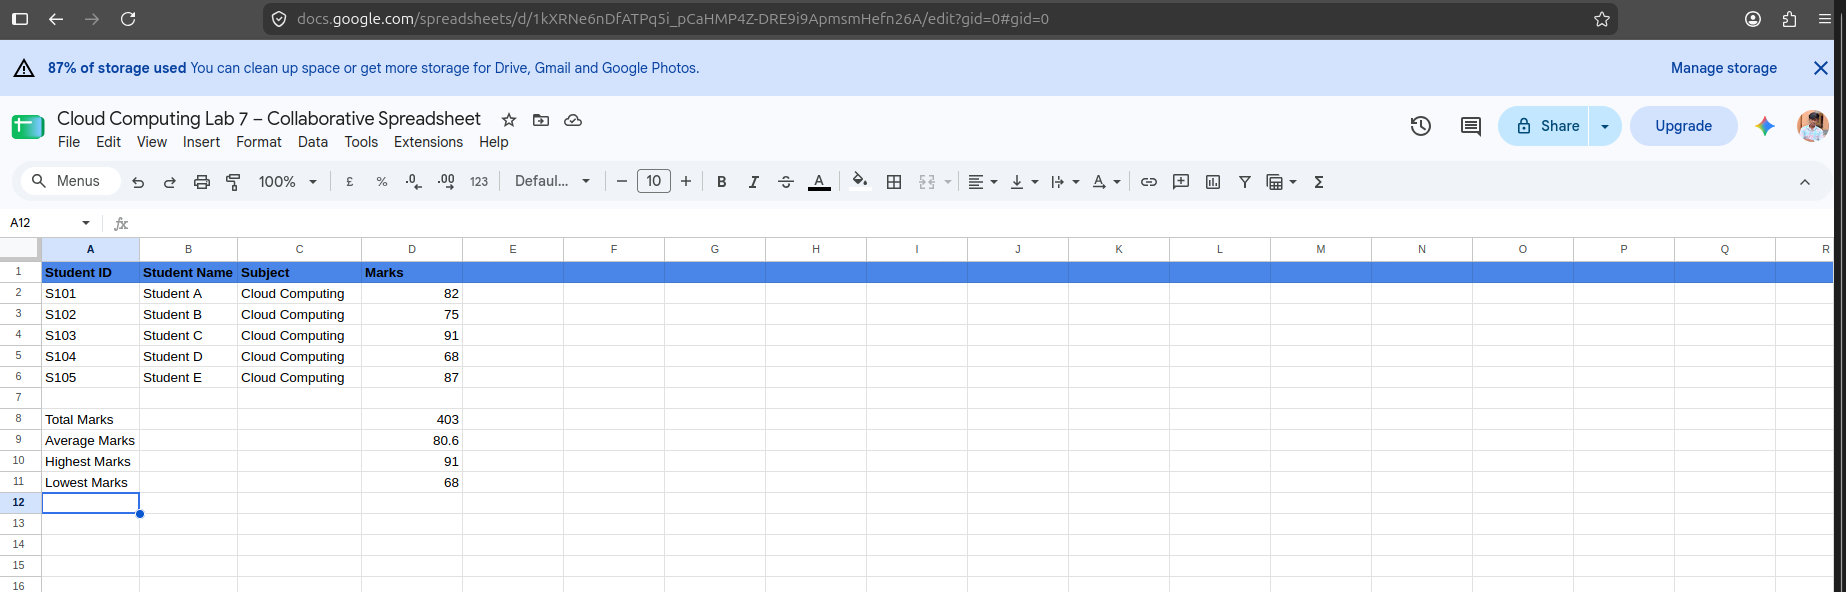 docs.google.com/spreadsheets/d/1kXRNe6nDfATPq5i_pCaHMP4Z-DRE9i9ApmsmHefn26A/edit?gid=0#gid=0
87% of storage used You can clean up space or get more storage for Drive, Gmail and Google Photos. Manage storage
Cloud Computing Lab 7 – Collaborative Spreadsheet
File Edit View Insert Format Data Tools Extensions Help
Share Upgrade
Menus 100% £ % .0 .00 123 Defaul... 10 B I S A Σ
A12 fx
A B C D E F G H I J K L M N O P Q R
1 Student ID Student Name Subject Marks
2 S101 Student A Cloud Computing 82
3 S102 Student B Cloud Computing 75
4 S103 Student C Cloud Computing 91
5 S104 Student D Cloud Computing 68
6 S105 Student E Cloud Computing 87
7
8 Total Marks 403
9 Average Marks 80.6
10 Highest Marks 91
11 Lowest Marks 68
12
13
14
15
16